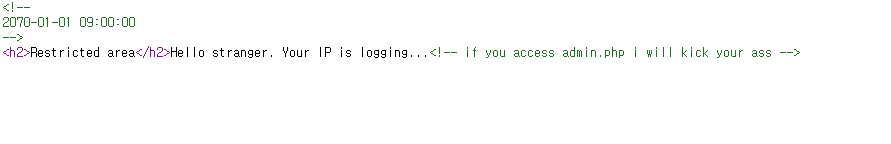 <!--
2070-01-01 09:00:00
-->
<h2>Restricted area</h2>Hello stranger. Your IP is logging...<!-- if you access admin.php i will kick your ass -->